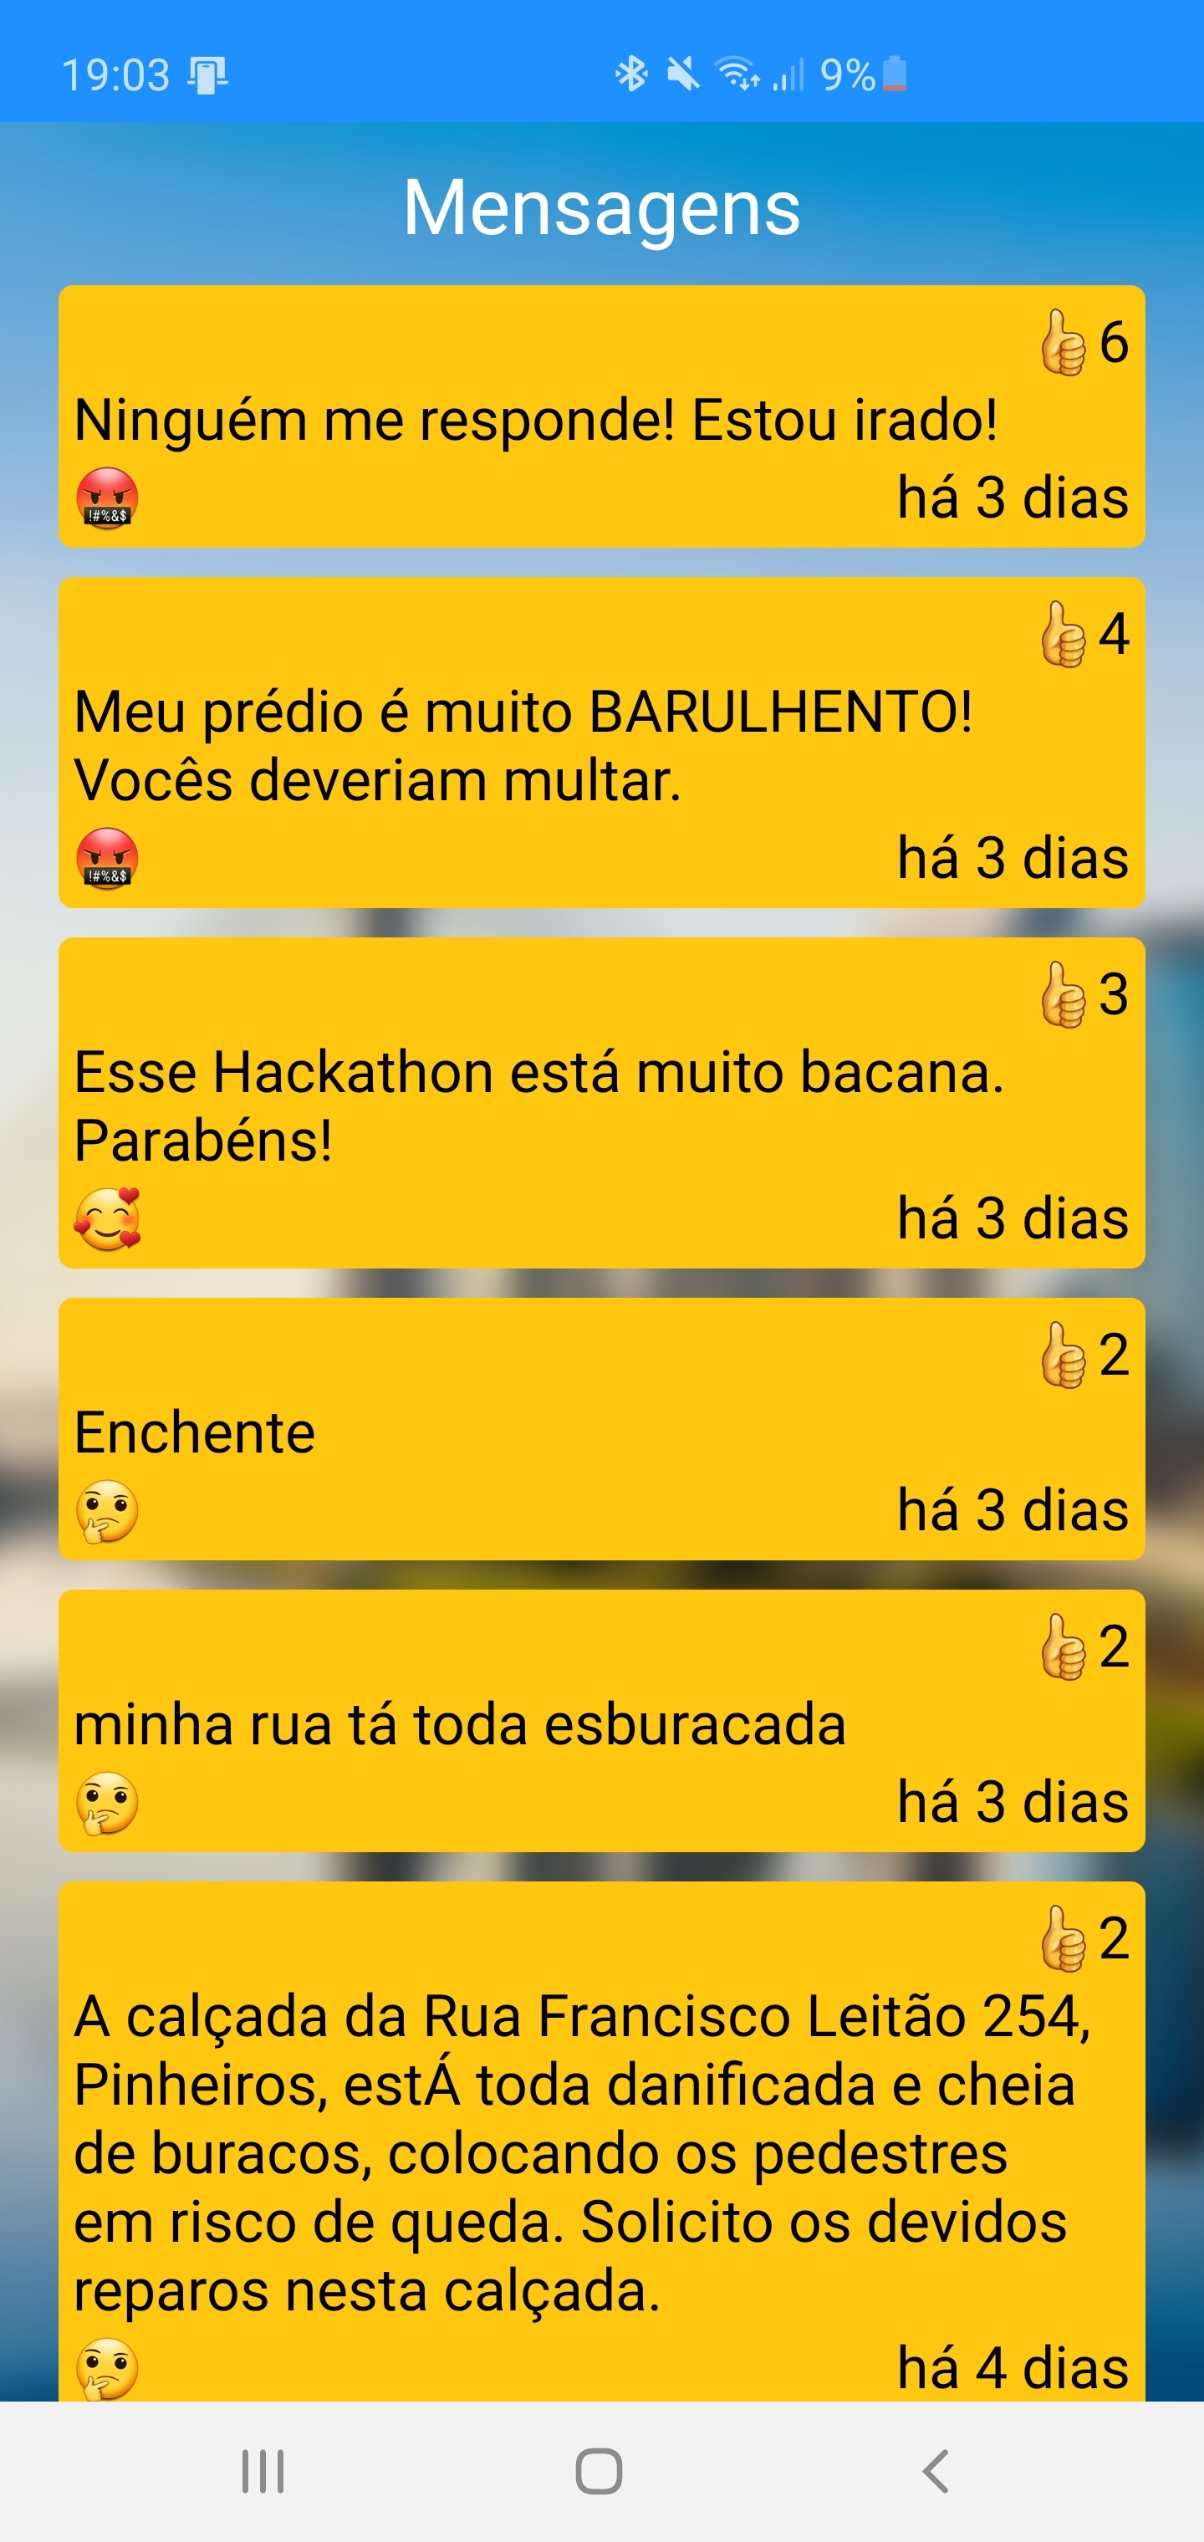 19:03 9%
Mensagens
👍6
Ninguém me responde! Estou irado!
🤬 há 3 dias
👍4
Meu prédio é muito BARULHENTO!
Vocês deveriam multar.
🤬 há 3 dias
👍3
Esse Hackathon está muito bacana.
Parabéns!
🥰 há 3 dias
👍2
Enchente
🤔 há 3 dias
👍2
minha rua tá toda esburacada
🤔 há 3 dias
👍2
A calçada da Rua Francisco Leitão 254,
Pinheiros, estÁ toda danificada e cheia
de buracos, colocando os pedestres
em risco de queda. Solicito os devidos
reparos nesta calçada.
🤔 há 4 dias